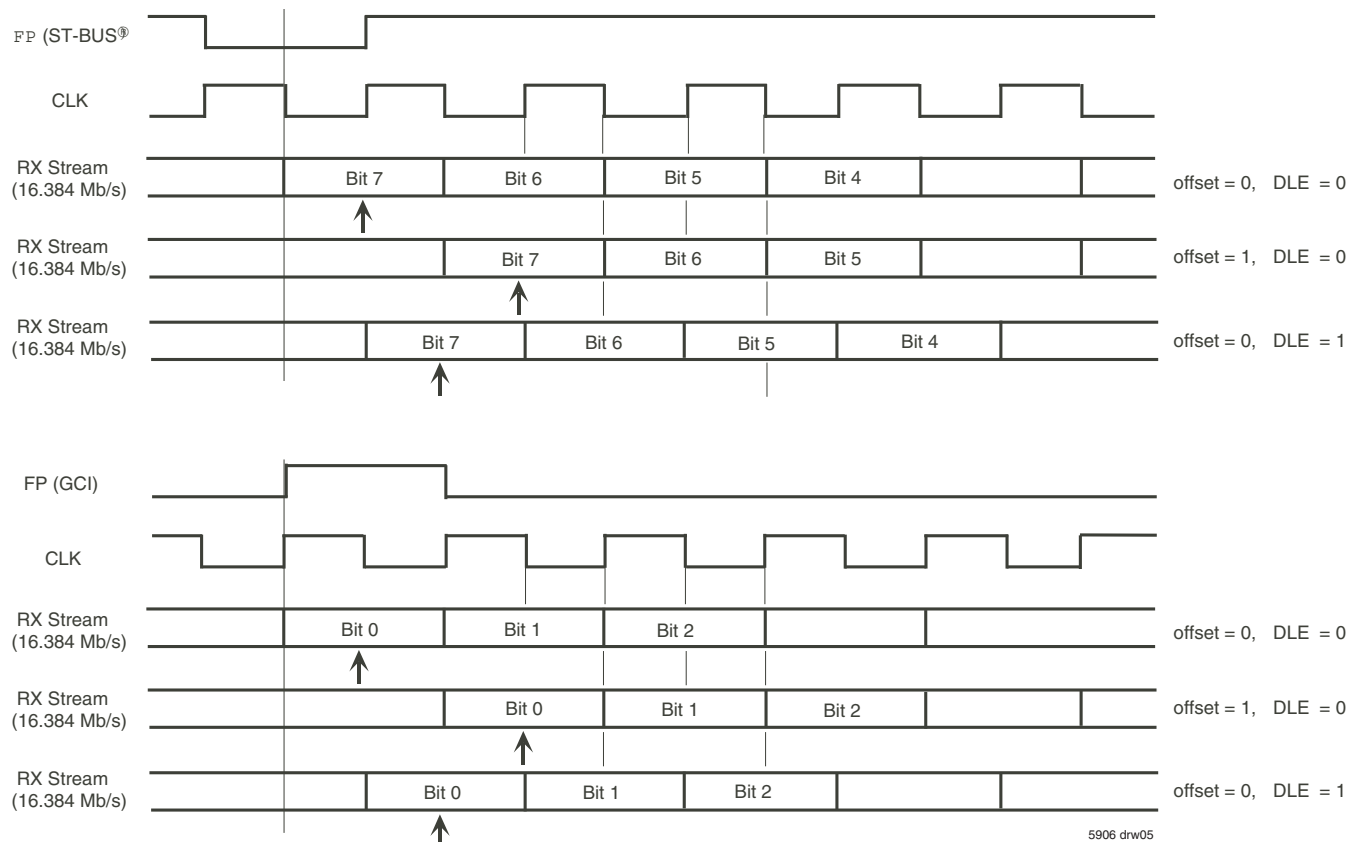 FP (ST-BUS®
CLK
RX Stream
(16.384 Mb/s)
Bit 7 Bit 6 Bit 5 Bit 4
offset = 0, DLE = 0
RX Stream
(16.384 Mb/s)
Bit 7 Bit 6 Bit 5
offset = 1, DLE = 0
RX Stream
(16.384 Mb/s)
Bit 7 Bit 6 Bit 5 Bit 4
offset = 0, DLE = 1
FP (GCI)
CLK
RX Stream
(16.384 Mb/s)
Bit 0 Bit 1 Bit 2
offset = 0, DLE = 0
RX Stream
(16.384 Mb/s)
Bit 0 Bit 1 Bit 2
offset = 1, DLE = 0
RX Stream
(16.384 Mb/s)
Bit 0 Bit 1 Bit 2
offset = 0, DLE = 1
5906 drw05